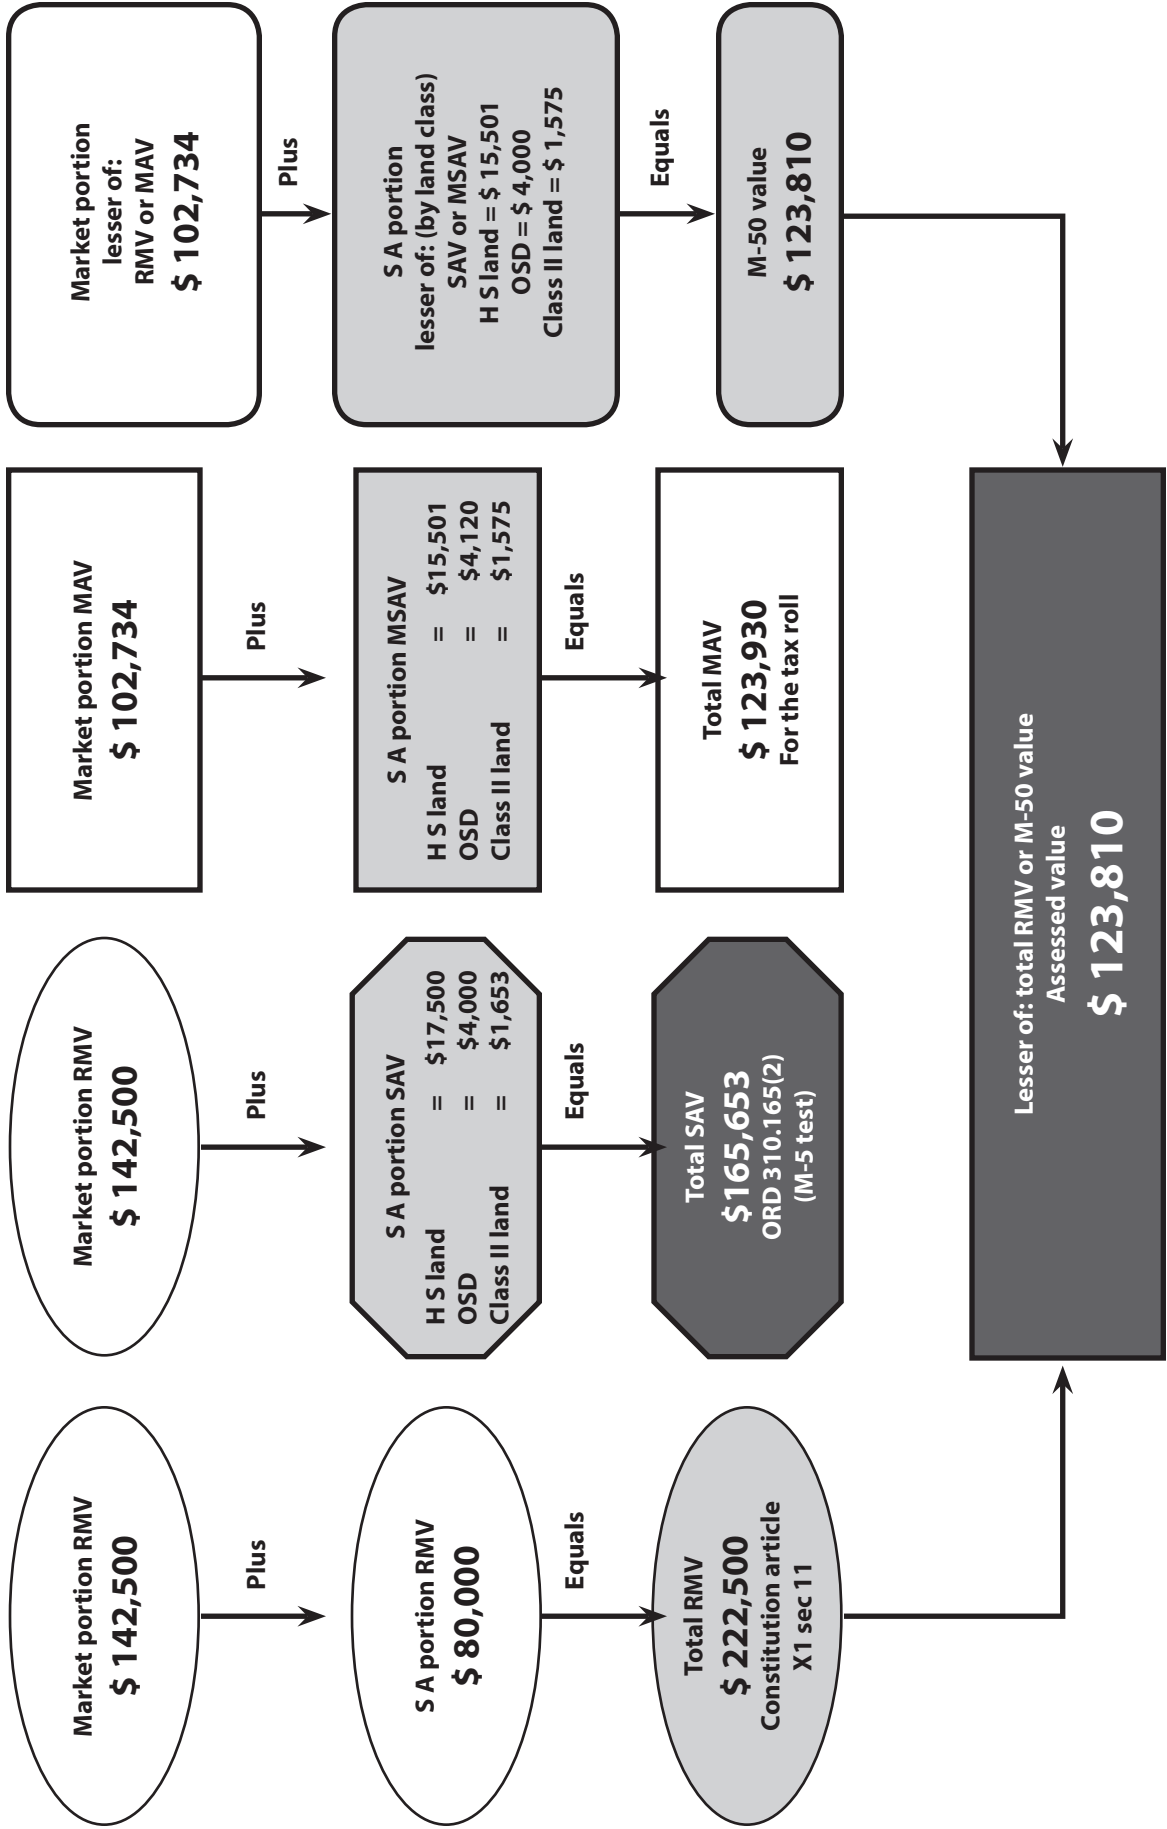 Market portion RMV
$ 142,500
Plus
S A portion RMV
$ 80,000
Equals
Total RMV
$ 222,500
Constitution article
X1 sec 11
Market portion RMV
$ 142,500
Plus
S A portion SAV
H S land = $17,500
OSD = $4,000
Class II land = $1,653
Equals
Total SAV
$165,653
ORD 310.165(2)
(M-5 test)
Market portion MAV
$ 102,734
Plus
S A portion MSAV
H S land = $15,501
OSD = $4,120
Class II land = $1,575
Equals
Total MAV
$ 123,930
For the tax roll
Market portion
lesser of:
RMV or MAV
$ 102,734
Plus
S A portion
lesser of: (by land class)
SAV or MSAV
H S land = $ 15,501
OSD = $ 4,000
Class II land = $ 1,575
Equals
M-50 value
$ 123,810
Lesser of: total RMV or M-50 value
Assessed value
$ 123,810